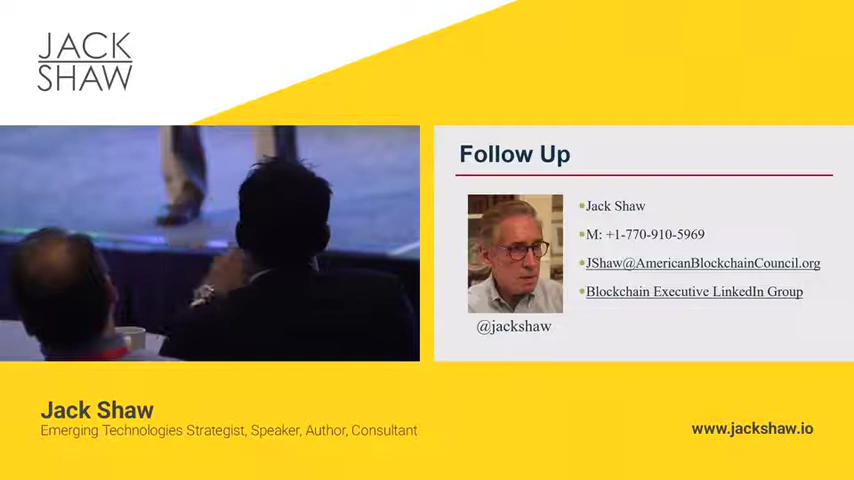 JACK
SHAW
Follow Up
Jack Shaw
M: +1-770-910-5969
JShaw@AmericanBlockchainCouncil.org
Blockchain Executive LinkedIn Group
@jackshaw
Jack Shaw
Emerging Technologies Strategist, Speaker, Author, Consultant
www.jackshaw.io